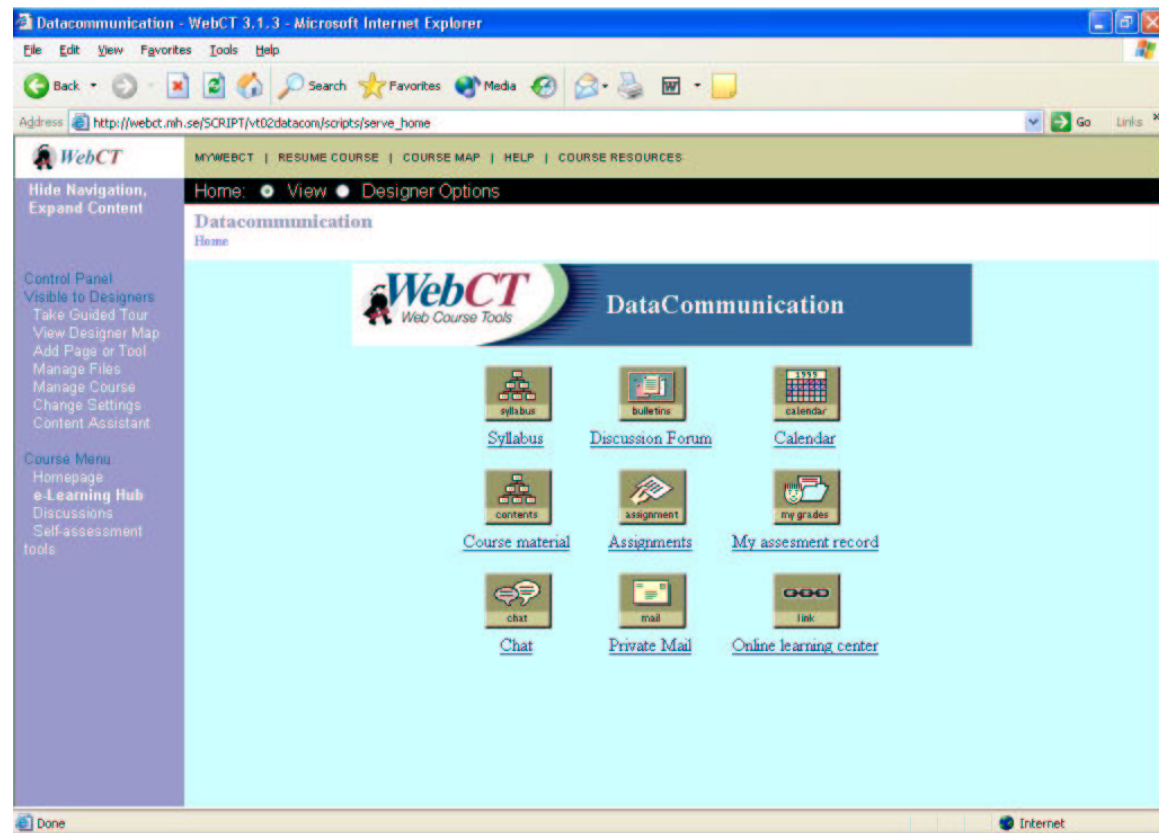 Datacommunication - WebCT 3.1.3 - Microsoft Internet Explorer
File Edit View Favorites Tools Help
Back Search Favorites Media
Address http://webct.mh.se/SCRIPT/vt02datacom/scripts/serve_home Go Links
WebCT MYWEBCT | RESUME COURSE | COURSE MAP | HELP | COURSE RESOURCES
Hide Navigation,
Expand Content
Home: View Designer Options
Datacommunication
Home
Control Panel
Visible to Designers
Take Guided Tour
View Designer Map
Add Page or Tool
Manage Files
Manage Course
Change Settings
Content Assistant
Course Menu
Homepage
e-Learning Hub
Discussions
Self-assessment
tools
WebCT
Web Course Tools
DataCommunication
1999
syllabus bulletins calendar
Syllabus Discussion Forum Calendar
contents assignment my grades
Course material Assignments My assesment record
chat mail link
Chat Private Mail Online learning center
Done Internet